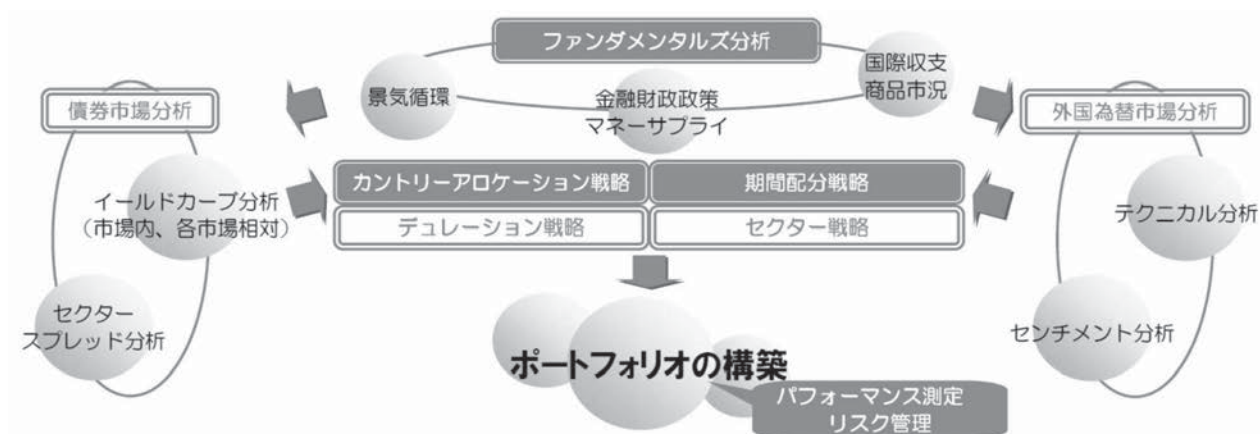 ファンダメンタルズ分析
景気循環
金融財政政策
マネーサプライ
国際収支
商品市況
債券市場分析
イールドカーブ分析
(市場内、各市場相対)
セクター
スプレッド分析
外国為替市場分析
テクニカル分析
センチメント分析
カントリーアロケーション戦略
期間配分戦略
デュレーション戦略
セクター戦略
ポートフォリオの構築
パフォーマンス測定
リスク管理